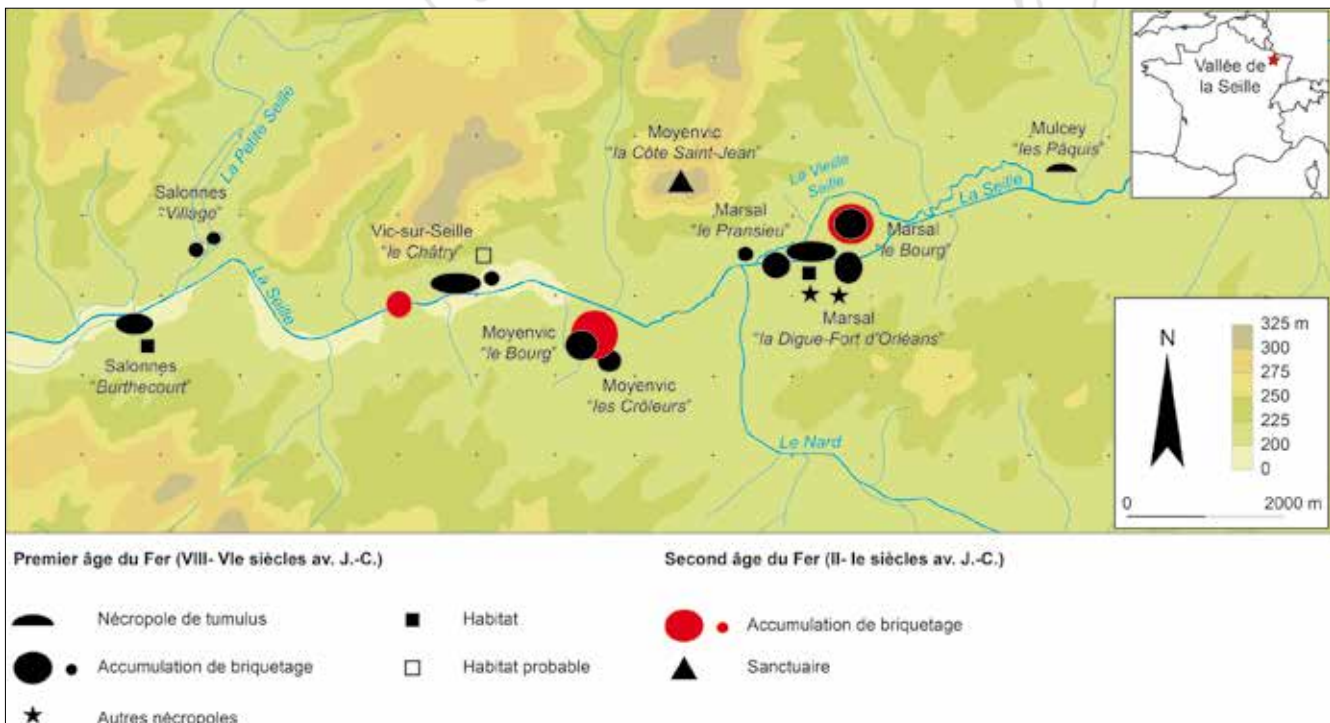 Vallée de
la Seille
La Petite Seille
Salonnes
"Village"
Vic-sur-Seille
"le Châtry"
Moyenvic
"la Côte Saint-Jean"
La Vieille
Seille
Mulcey
"les Pâquis"
La Seille
Marsal
"le Pransieu"
Marsal
"le Bourg"
La Seille
Salonnes
"Burthecourt"
Moyenvic
"le Bourg"
Moyenvic
"les Crôleurs"
Marsal
"la Digue-Fort d'Orléans"
Le Nard
N
325 m
300
275
250
225
200
0
0 2000 m
Premier âge du Fer (VIII- VIe siècles av. J.-C.)
Nécropole de tumulus
Habitat
Accumulation de briquetage
Habitat probable
Autres nécropoles
Second âge du Fer (II- Ie siècles av. J.-C.)
Accumulation de briquetage
Sanctuaire